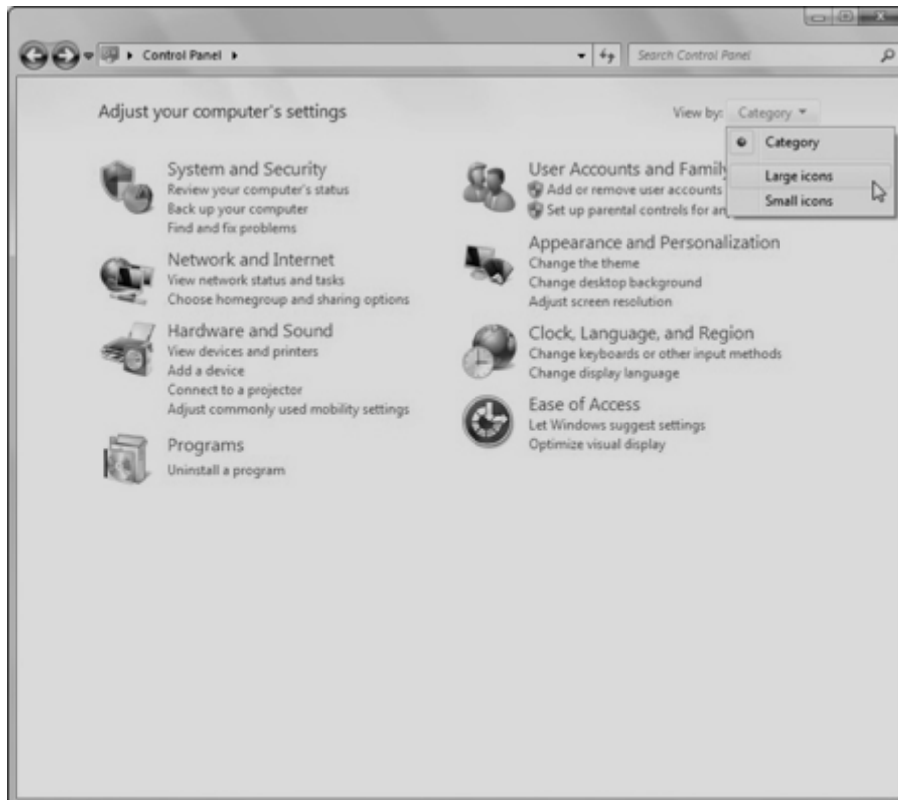 Control Panel
Search Control Panel
Adjust your computer's settings
View by: Category
Category
Large icons
Small icons
System and Security
Review your computer's status
Back up your computer
Find and fix problems
Network and Internet
View network status and tasks
Choose homegroup and sharing options
Hardware and Sound
View devices and printers
Add a device
Connect to a projector
Adjust commonly used mobility settings
Programs
Uninstall a program
User Accounts and Family
Add or remove user accounts
Set up parental controls for
Appearance and Personalization
Change the theme
Change desktop background
Adjust screen resolution
Clock, Language, and Region
Change keyboards or other input methods
Change display language
Ease of Access
Let Windows suggest settings
Optimize visual display